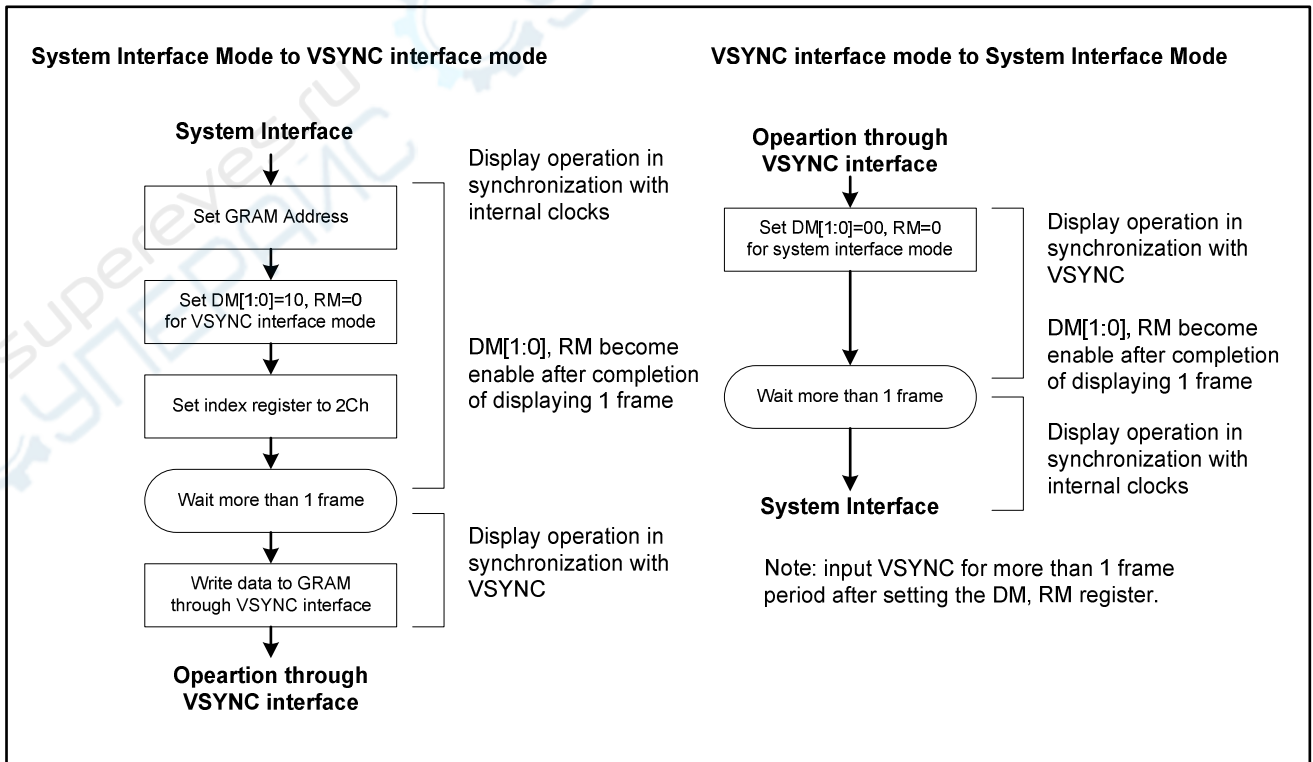 System Interface Mode to VSYNC interface mode
System Interface
Set GRAM Address
Set DM[1:0]=10, RM=0
for VSYNC interface mode
Set index register to 2Ch
Wait more than 1 frame
Write data to GRAM
through VSYNC interface
Opeartion through
VSYNC interface
Display operation in
synchronization with
internal clocks
DM[1:0], RM become
enable after completion
of displaying 1 frame
Display operation in
synchronization with
VSYNC
VSYNC interface mode to System Interface Mode
Opeartion through
VSYNC interface
Set DM[1:0]=00, RM=0
for system interface mode
Wait more than 1 frame
System Interface
Display operation in
synchronization with
VSYNC
DM[1:0], RM become
enable after completion
of displaying 1 frame
Display operation in
synchronization with
internal clocks
Note: input VSYNC for more than 1 frame
period after setting the DM, RM register.
supereyes.ru
СУПЕРАЙС